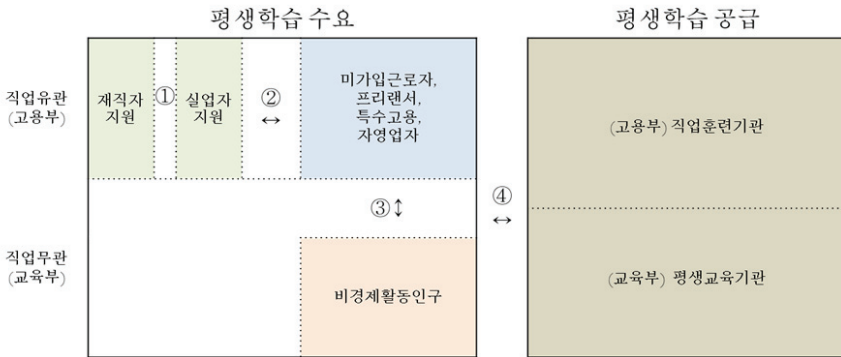 평생학습 수요
평생학습 공급
직업유관
(고용부)
재직자
지원
①
실업자
지원
②
↔
미가입근로자,
프리랜서,
특수고용,
자영업자
(고용부) 직업훈련기관
③↕
④
↔
직업무관
(교육부)
비경제활동인구
(교육부) 평생교육기관